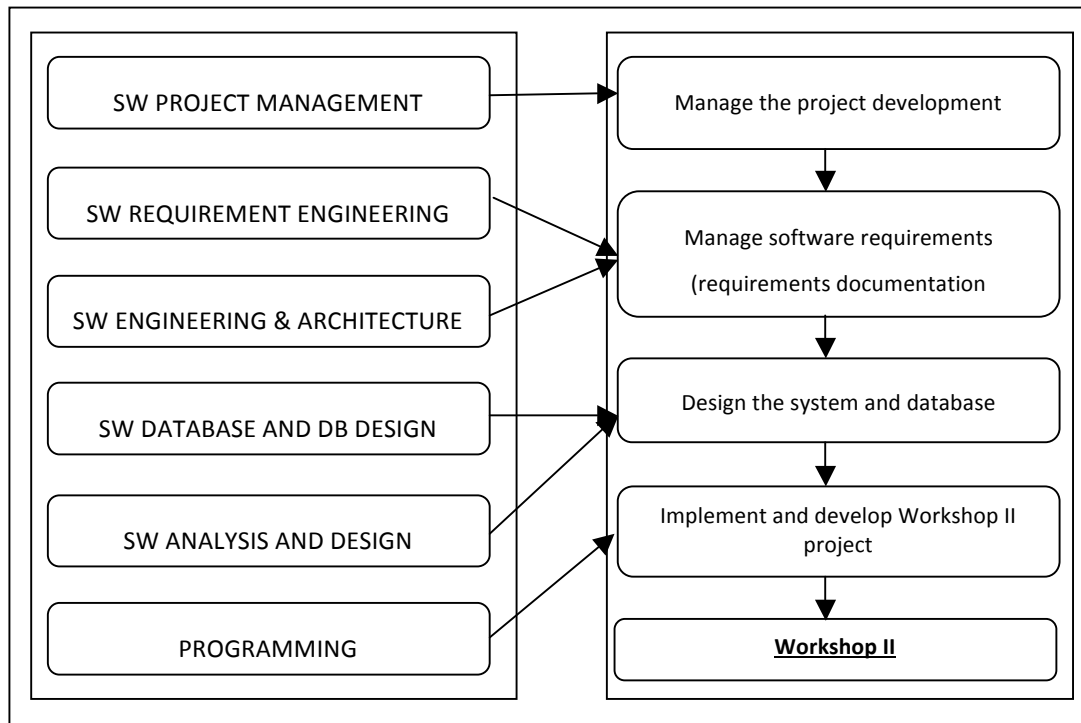 SW PROJECT MANAGEMENT
SW REQUIREMENT ENGINEERING
SW ENGINEERING & ARCHITECTURE
SW DATABASE AND DB DESIGN
SW ANALYSIS AND DESIGN
PROGRAMMING
Manage the project development
Manage software requirements
(requirements documentation
Design the system and database
Implement and develop Workshop II
project
Workshop II